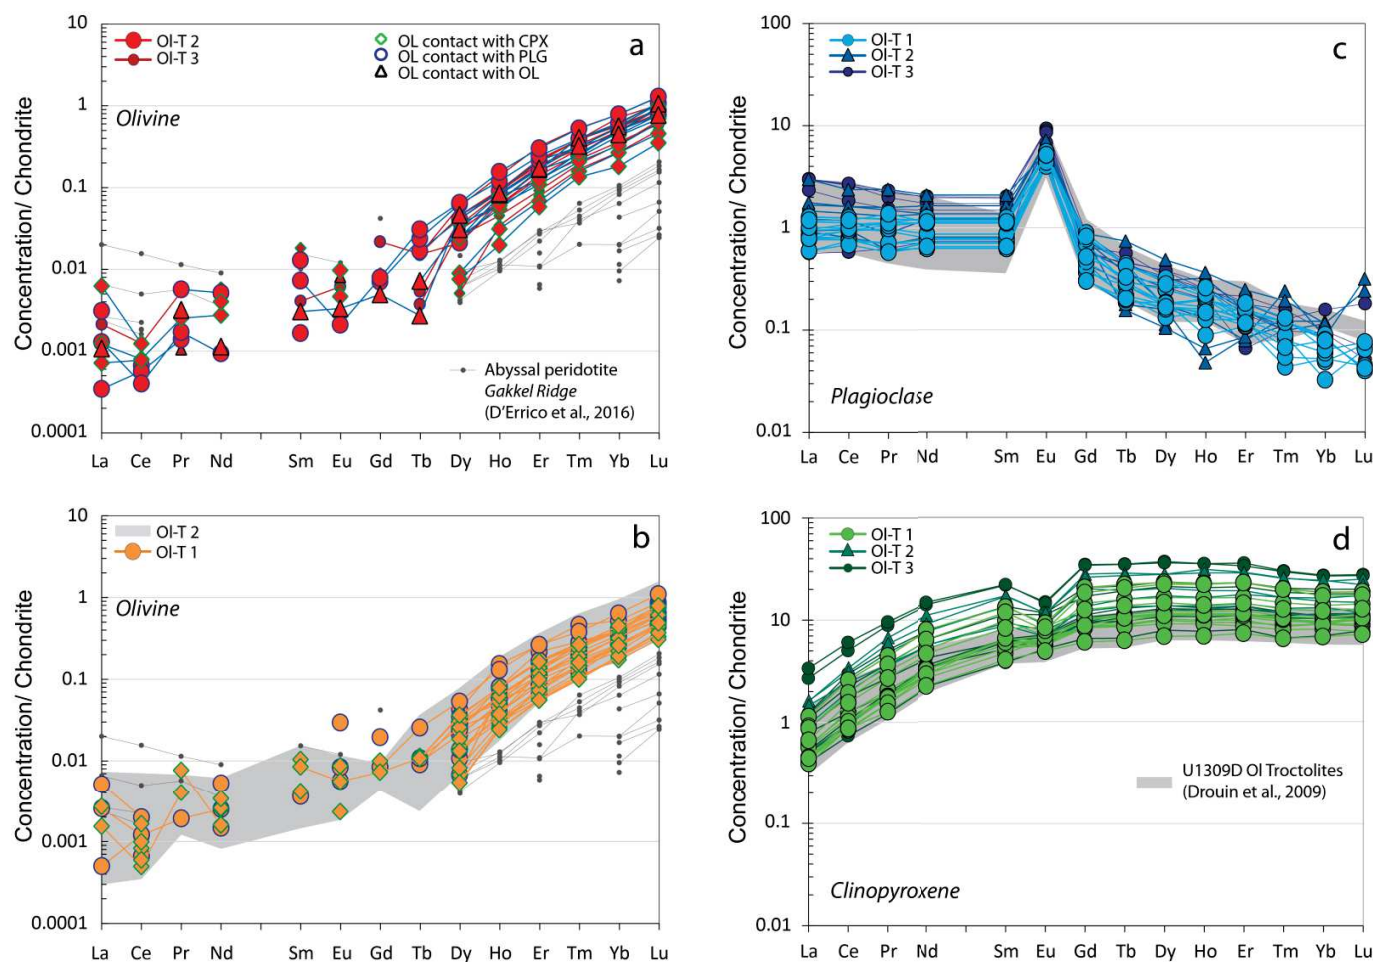 a
Ol-T 2
Ol-T 3
OL contact with CPX
OL contact with PLG
OL contact with OL
Olivine
Abyssal peridotite
Gakkel Ridge
(D'Errico et al., 2016)
Concentration/ Chondrite
10
1
0.1
0.01
0.001
0.0001
La Ce Pr Nd Sm Eu Gd Tb Dy Ho Er Tm Yb Lu
c
Ol-T 1
Ol-T 2
Ol-T 3
Plagioclase
Concentration/ Chondrite
100
10
1
0.1
0.01
La Ce Pr Nd Sm Eu Gd Tb Dy Ho Er Tm Yb Lu
b
Ol-T 2
Ol-T 1
Olivine
Concentration/ Chondrite
10
1
0.1
0.01
0.001
0.0001
La Ce Pr Nd Sm Eu Gd Tb Dy Ho Er Tm Yb Lu
d
Ol-T 1
Ol-T 2
Ol-T 3
U1309D Ol Troctolites
(Drouin et al., 2009)
Clinopyroxene
Concentration/ Chondrite
100
10
1
0.1
0.01
La Ce Pr Nd Sm Eu Gd Tb Dy Ho Er Tm Yb Lu